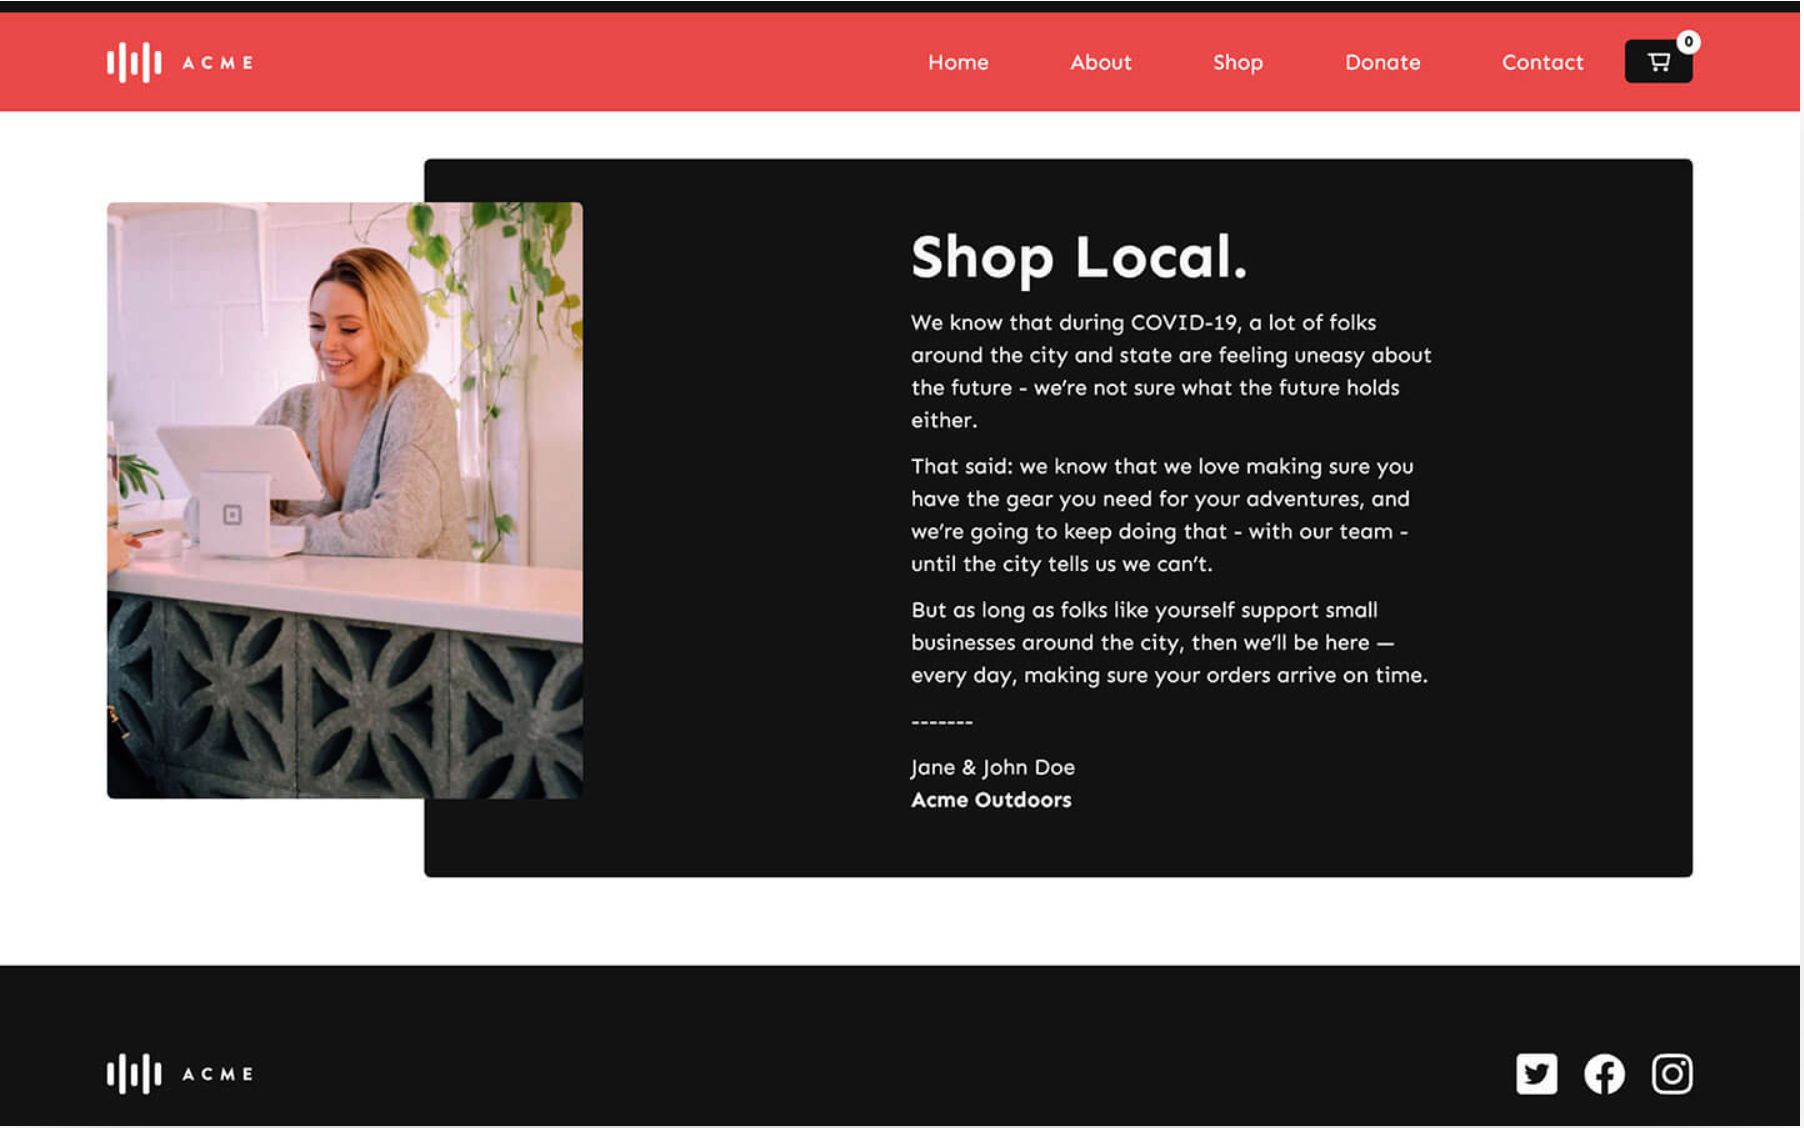 ACME
Home
About
Shop
Donate
Contact
0
Shop Local.
We know that during COVID-19, a lot of folks
around the city and state are feeling uneasy about
the future - we’re not sure what the future holds
either.
That said: we know that we love making sure you
have the gear you need for your adventures, and
we’re going to keep doing that - with our team -
until the city tells us we can’t.
But as long as folks like yourself support small
businesses around the city, then we’ll be here —
every day, making sure your orders arrive on time.
-------
Jane & John Doe
Acme Outdoors
ACME